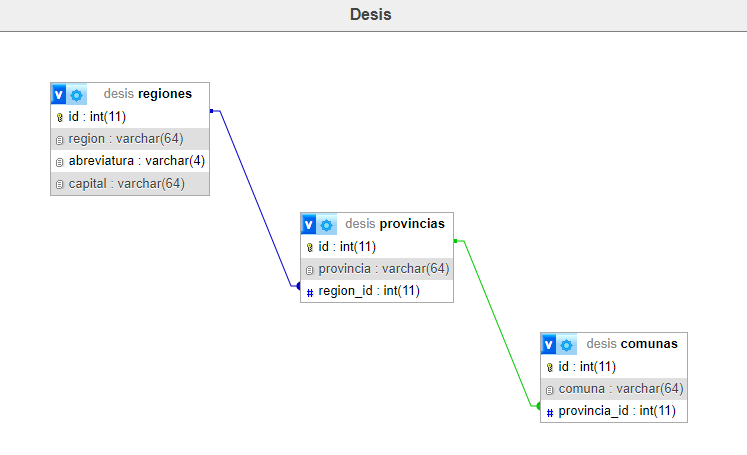 Desis
V desis regiones
id : int(11)
region : varchar(64)
abreviatura : varchar(4)
capital : varchar(64)
V desis provincias
id : int(11)
provincia : varchar(64)
# region_id : int(11)
V desis comunas
id : int(11)
comuna : varchar(64)
# provincia_id : int(11)